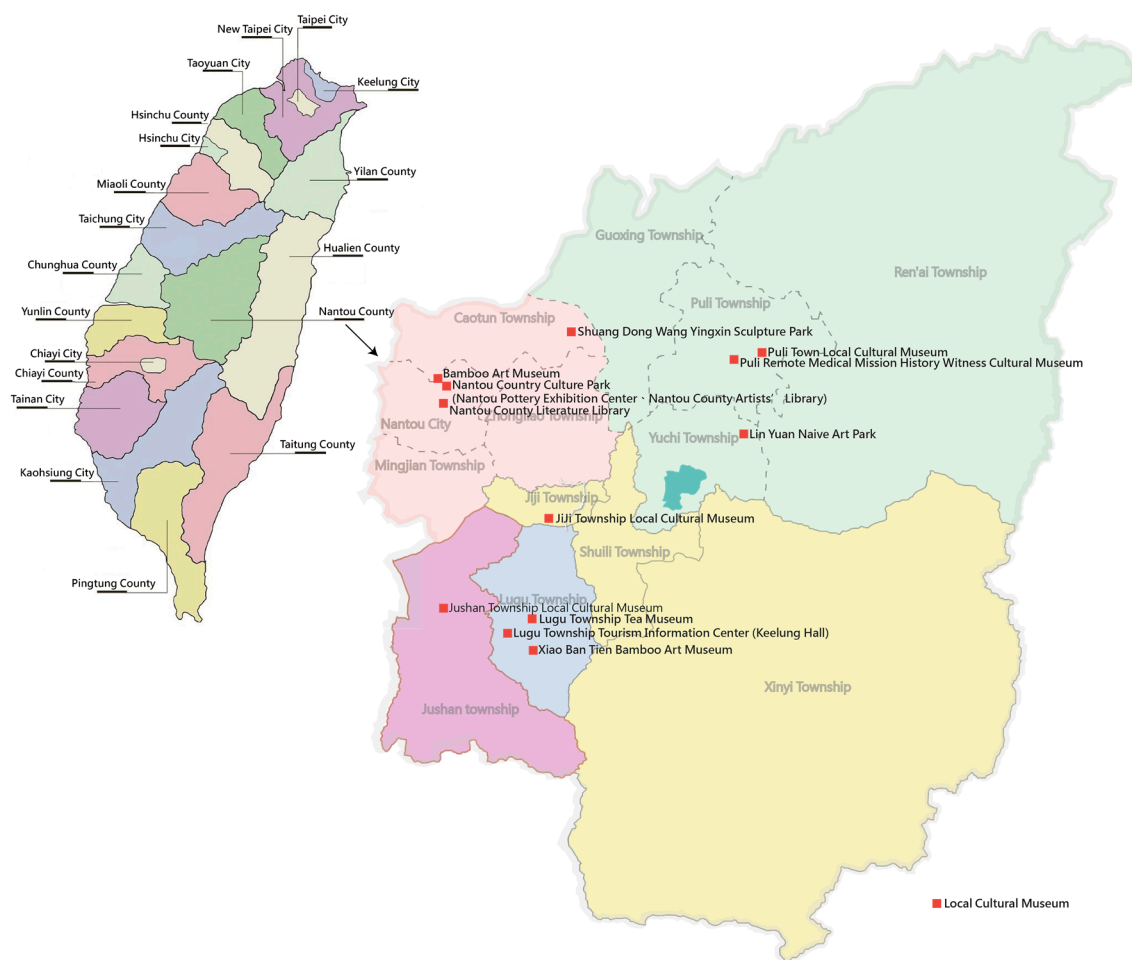 Taipei City
New Taipei City
Taoyuan City
Keelung City
Hsinchu County
Hsinchu City
Yilan County
Miaoli County
Taichung City
Hualien County
Chunghua County
Yunlin County
Nantou County
Chiayi City
Chiayi County
Tainan City
Taitung County
Kaohsiung City
Pingtung County
Guoxing Township
Ren'ai Township
Puli Township
Caotun Township
Shuang Dong Wang Yingxin Sculpture Park
Puli Town Local Cultural Museum
Puli Remote Medical Mission History Witness Cultural Museum
Bamboo Art Museum
Nantou Country Culture Park
(Nantou Pottery Exhibition Center、Nantou County Artists' Library)
Nantou County Literature Library
Zhongliao Township
Nantou City
Yuchi Township
Lin Yuan Naive Art Park
Mingjian Township
Jiji Township
JiJi Township Local Cultural Museum
Shuili Township
Lugu Township
Jushan Township Local Cultural Museum
Lugu Township Tea Museum
Lugu Township Tourism Information Center (Keelung Hall)
Xiao Ban Tien Bamboo Art Museum
Xinyi Township
Jushan township
Local Cultural Museum